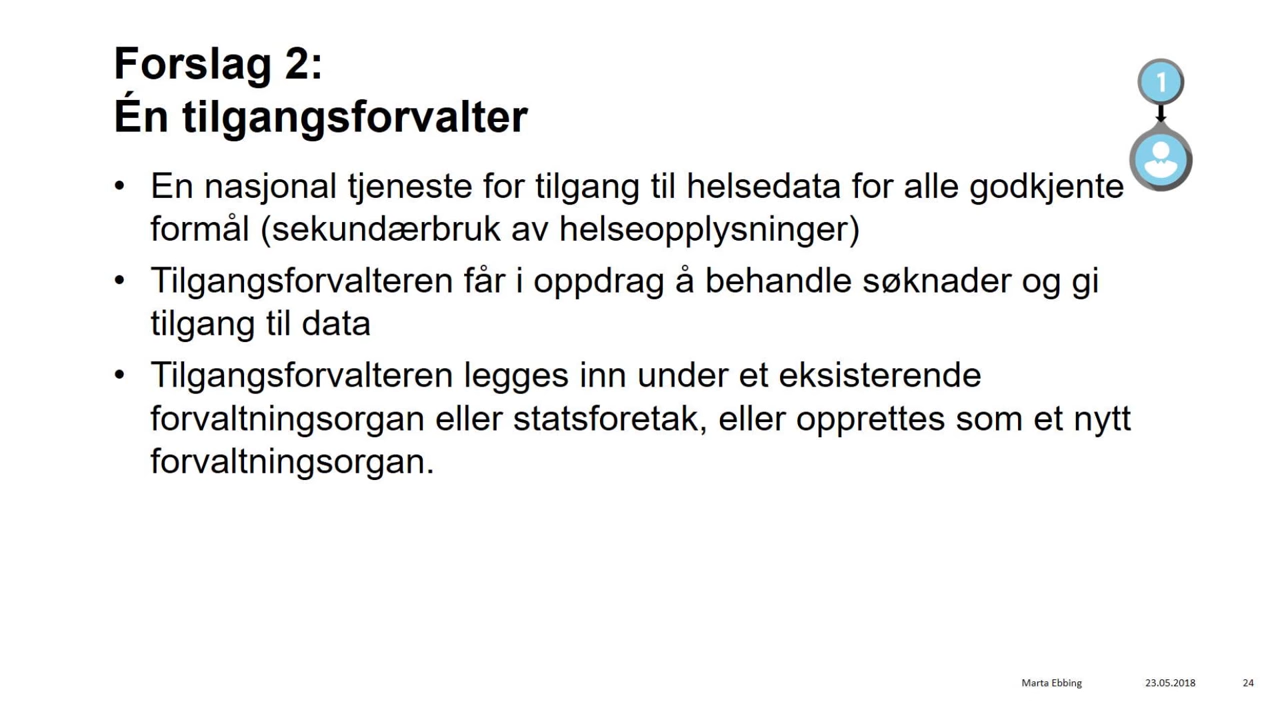 Forslag 2:
Én tilgangsforvalter
1
• En nasjonal tjeneste for tilgang til helsedata for alle godkjente
formål (sekundærbruk av helseopplysninger)
• Tilgangsforvalteren får i oppdrag å behandle søknader og gi
tilgang til data
• Tilgangsforvalteren legges inn under et eksisterende
forvaltningsorgan eller statsforetak, eller opprettes som et nytt
forvaltningsorgan.
Marta Ebbing 23.05.2018 24